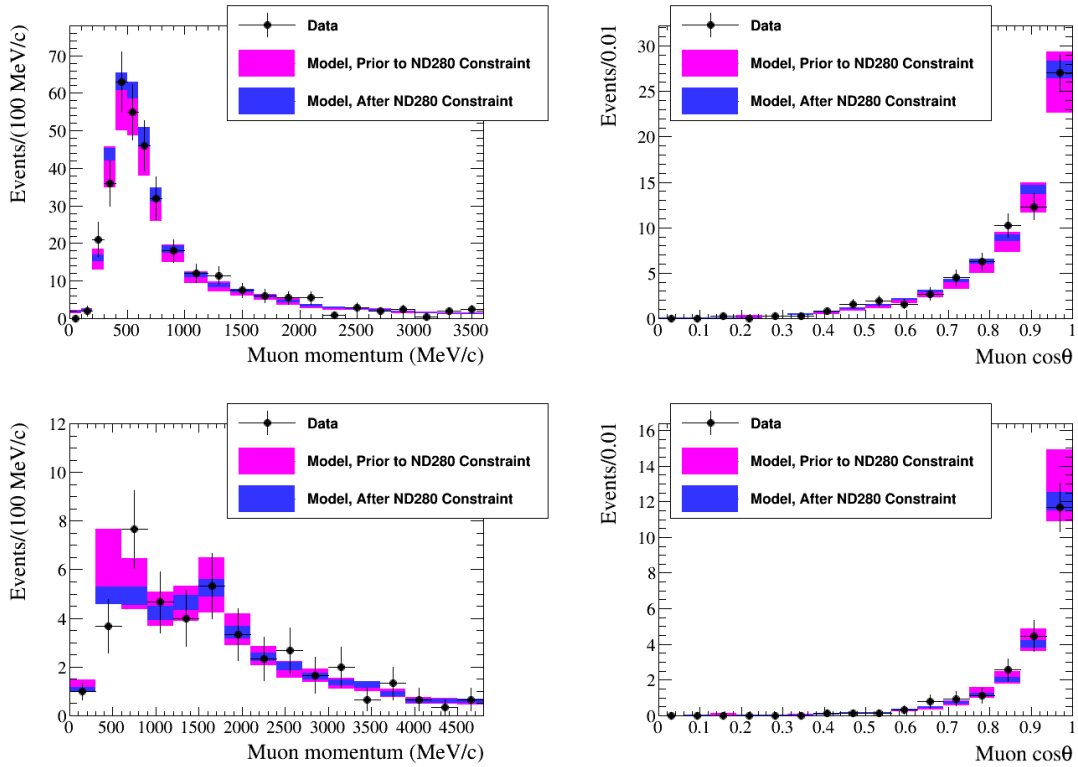 Events/(100 MeV/c)
70
60
50
40
30
20
10
0
0 500 1000 1500 2000 2500 3000 3500
Muon momentum (MeV/c)
Data
Model, Prior to ND280 Constraint
Model, After ND280 Constraint
Events/0.01
30
25
20
15
10
5
0
0 0.1 0.2 0.3 0.4 0.5 0.6 0.7 0.8 0.9 1
Muon cosθ
Data
Model, Prior to ND280 Constraint
Model, After ND280 Constraint
Events/(100 MeV/c)
12
10
8
6
4
2
0
0 500 1000 1500 2000 2500 3000 3500 4000 4500
Muon momentum (MeV/c)
Data
Model, Prior to ND280 Constraint
Model, After ND280 Constraint
Events/0.01
16
14
12
10
8
6
4
2
0
0 0.1 0.2 0.3 0.4 0.5 0.6 0.7 0.8 0.9 1
Muon cosθ
Data
Model, Prior to ND280 Constraint
Model, After ND280 Constraint